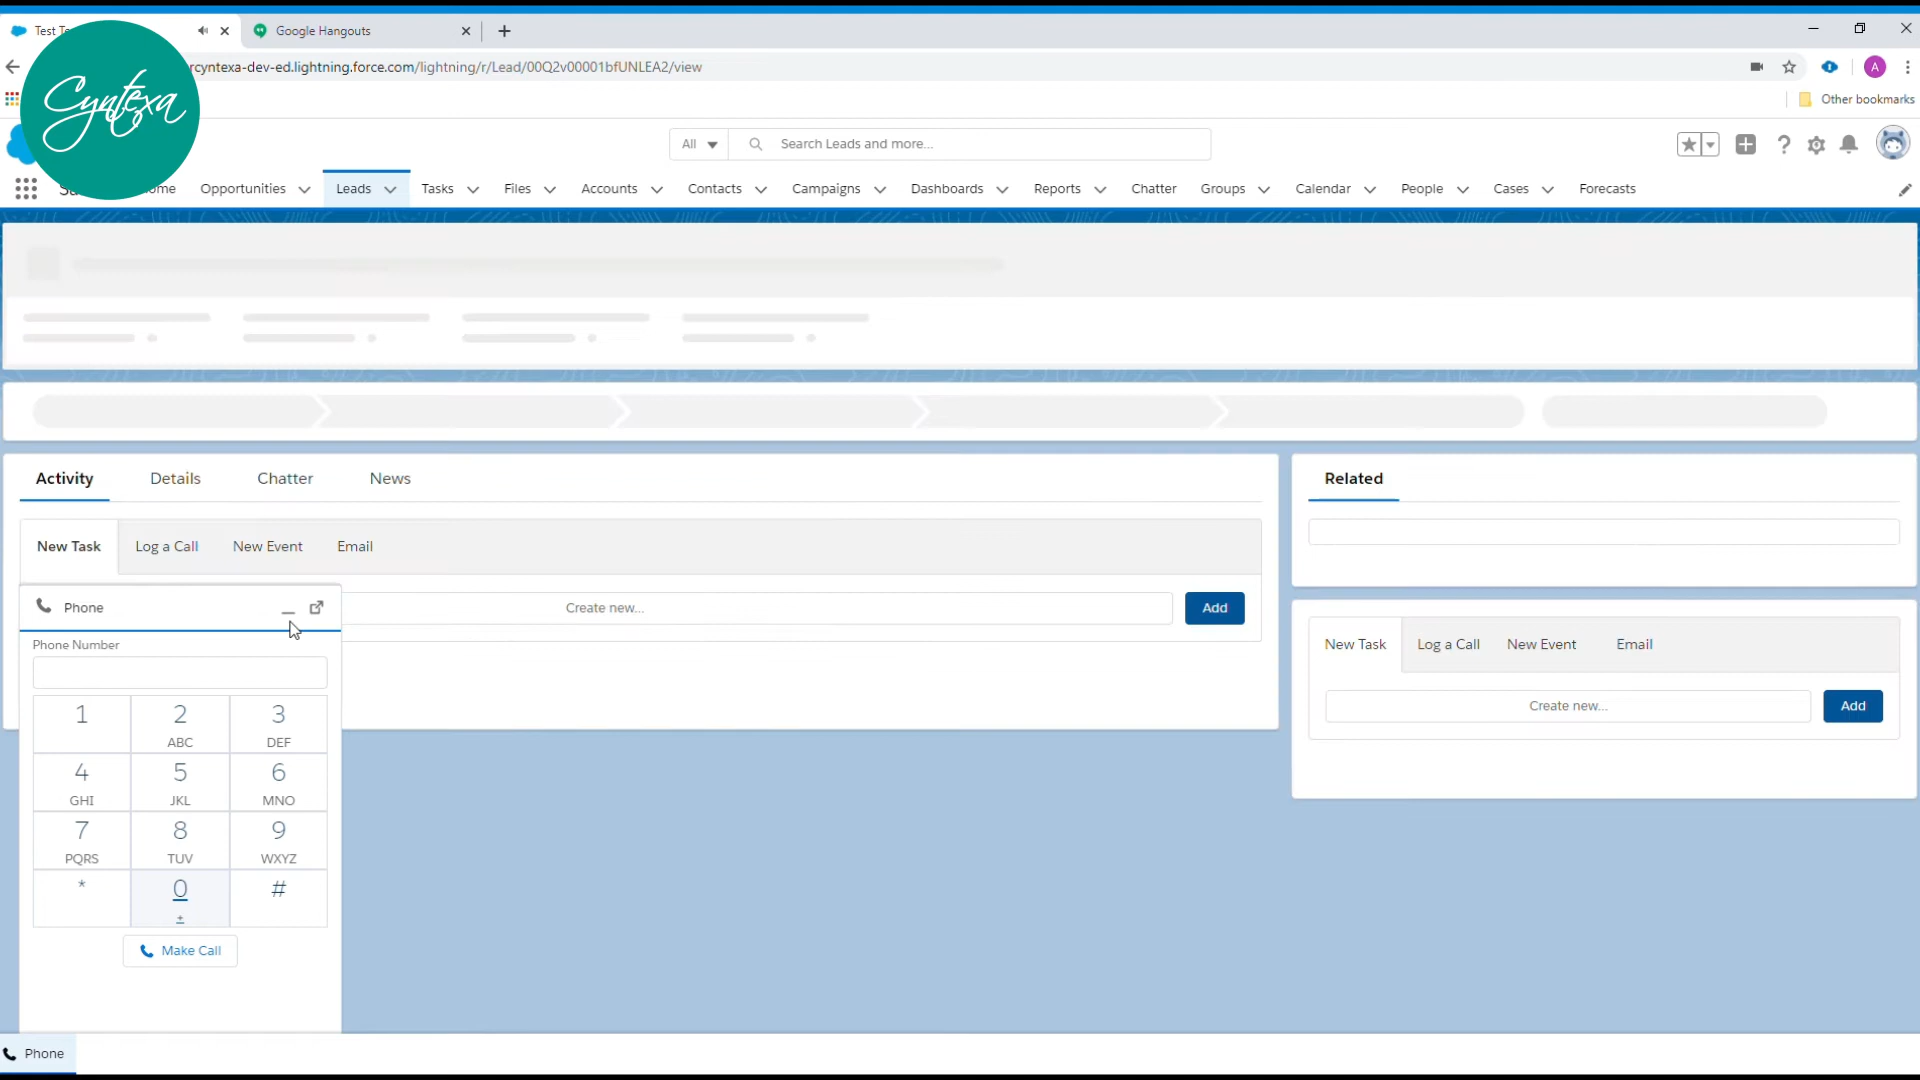 Test T
Google Hangouts
rcyntexa-dev-ed.lightning.force.com/lightning/r/Lead/00Q2v00001bfUNLEA2/view
A
Other bookmarks
Cyntexa
All
Search Leads and more...
Opportunities
Leads
Tasks
Files
Accounts
Contacts
Campaigns
Dashboards
Reports
Chatter
Groups
Calendar
People
Cases
Forecasts
Activity
Details
Chatter
News
Related
New Task
Log a Call
New Event
Email
Phone
Create new...
Add
Phone Number
New Task
Log a Call
New Event
Email
Create new...
Add
1
2
3
ABC
DEF
4
5
6
GHI
JKL
MNO
7
8
9
PQRS
TUV
WXYZ
*
0
#
+
Make Call
Phone